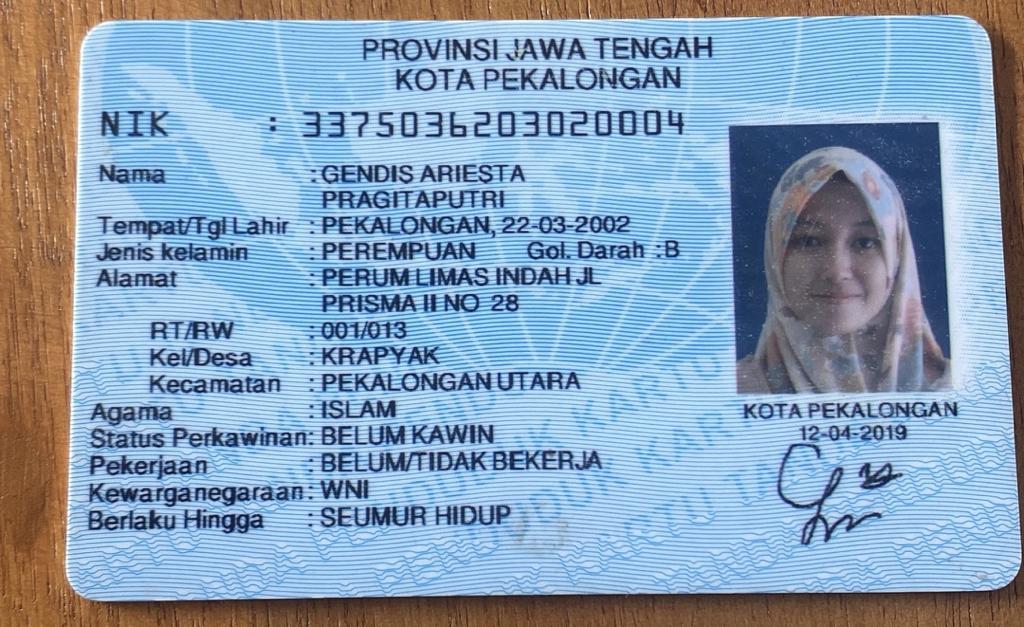 PROVINSI JAWA TENGAH
KOTA PEKALONGAN
NIK : 3375036203020004
Nama : GENDIS ARIESTA
PRAGITAPUTRI
Tempat/Tgl Lahir : PEKALONGAN, 22-03-2002
Jenis kelamin : PEREMPUAN Gol. Darah : B
Alamat : PERUM LIMAS INDAH JL
PRISMA II NO 28
RT/RW : 001/013
Kel/Desa : KRAPYAK
Kecamatan : PEKALONGAN UTARA
Agama : ISLAM
Status Perkawinan: BELUM KAWIN
Pekerjaan : BELUM/TIDAK BEKERJA
Kewarganegaraan: WNI
Berlaku Hingga : SEUMUR HIDUP
KOTA PEKALONGAN
12-04-2019